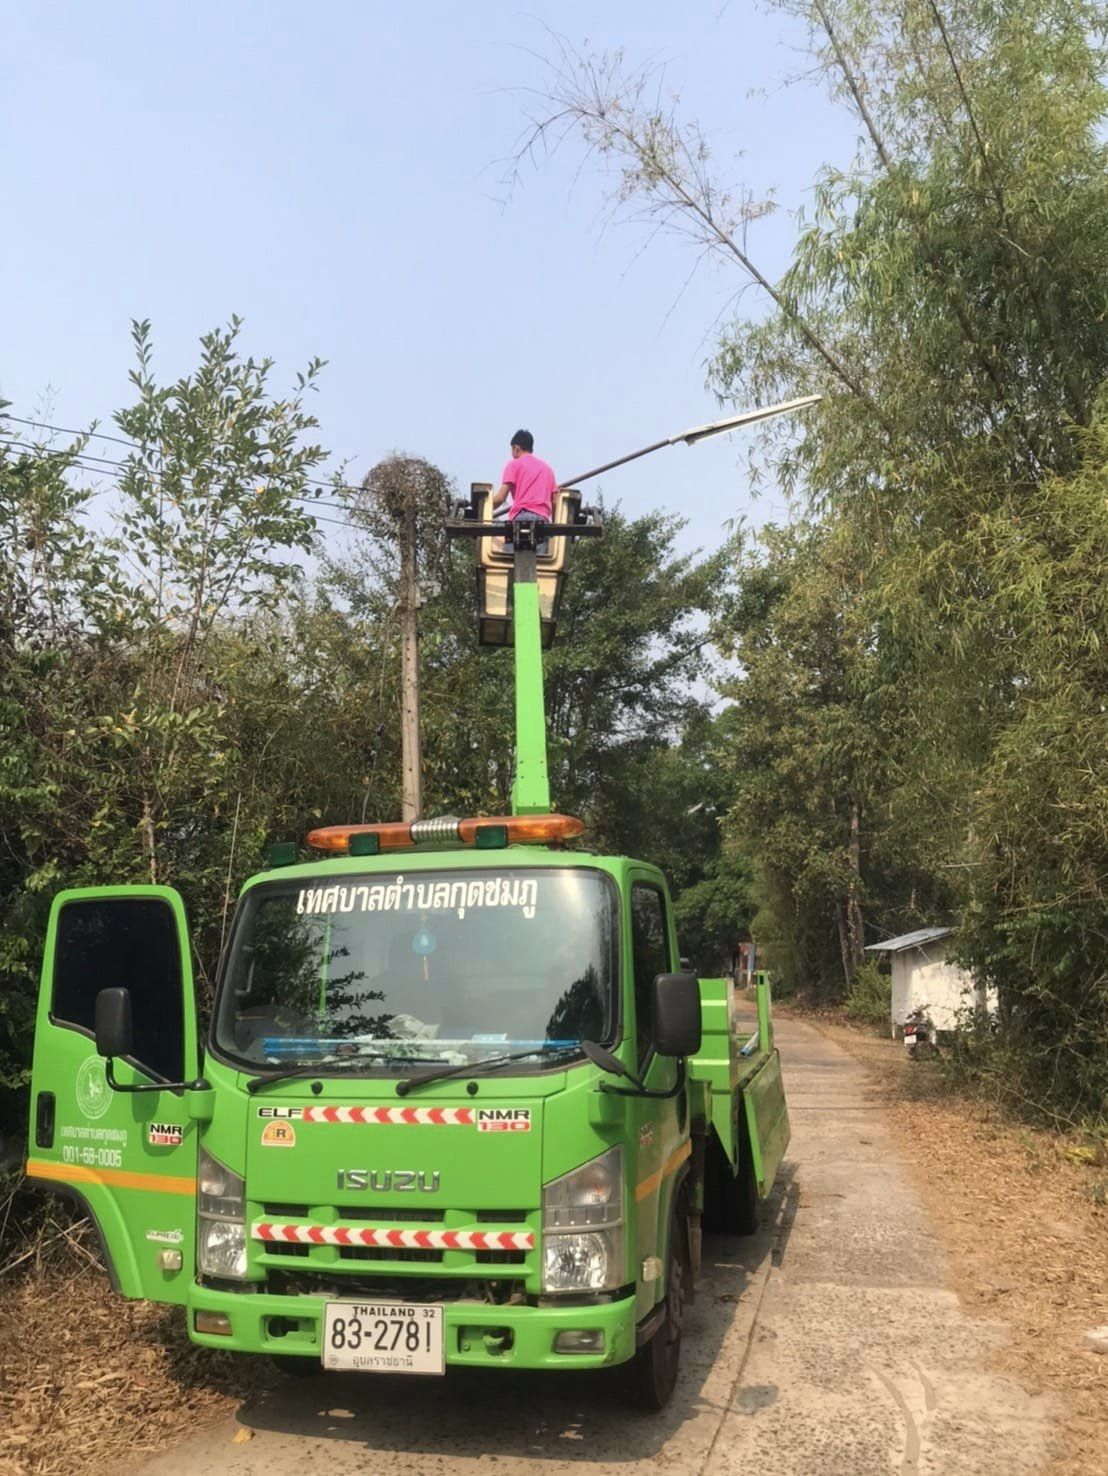 เทศบาลตำบลกุดชมภู
ELF
NMR
130
R
ISUZU
NMR
130
เทศบาลตำบลกุดชมภู
001-58-0005
THAILAND 32
83-2781
อุบลราชธานี